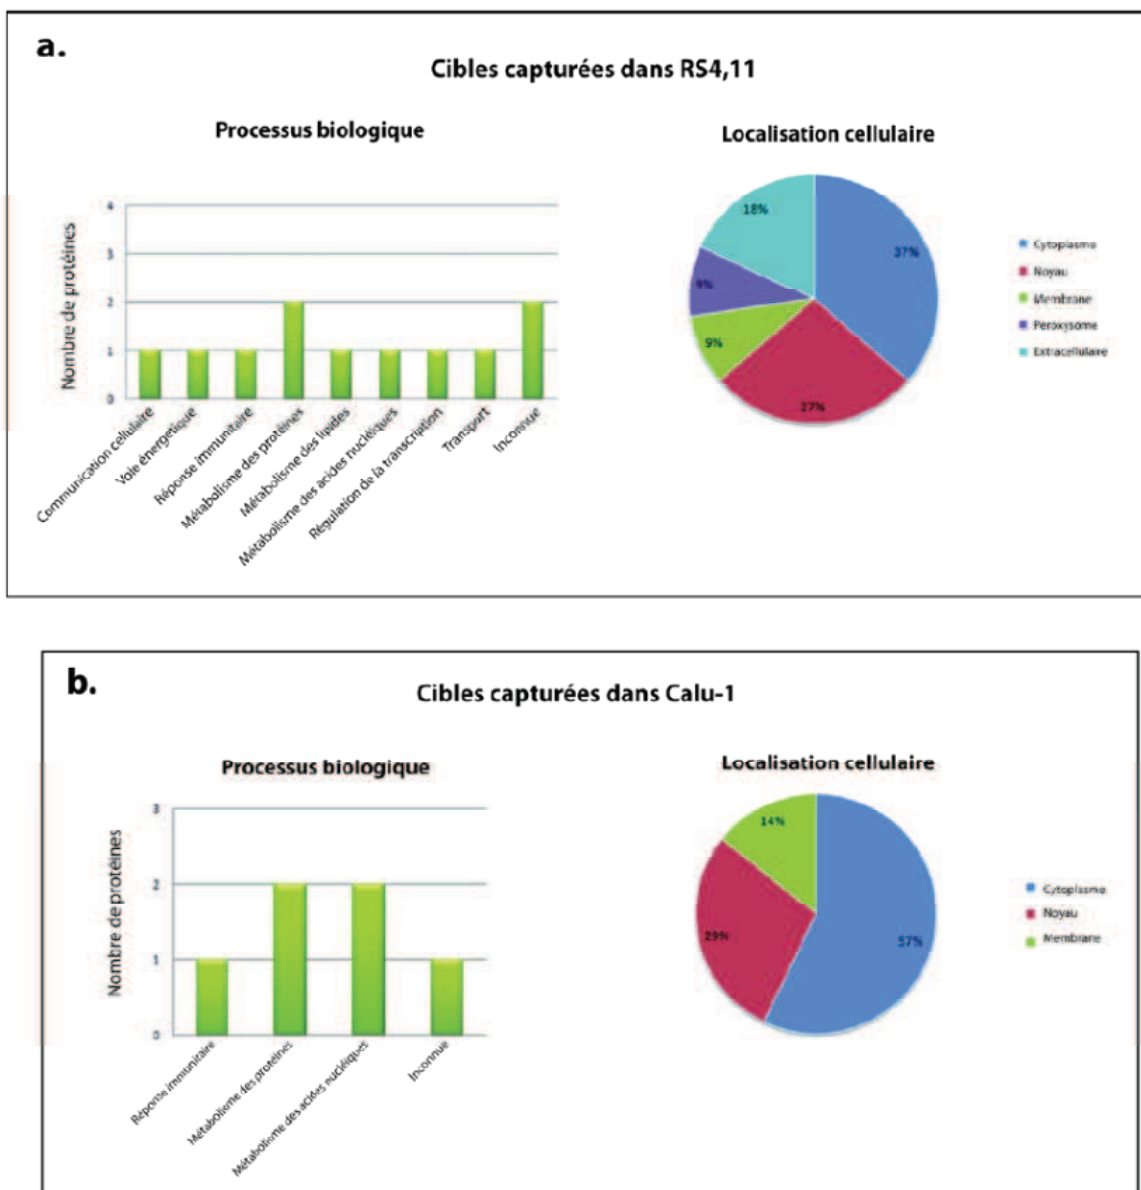 a.
Cibles capturées dans RS4,11
Processus biologique
Localisation cellulaire
Nombre de protéines
4
3
2
1
0
Communication cellulaire
Voie énergetique
Réponse immunitaire
Métabolisme des protéines
Métabolisme des lipides
Métabolisme des acides nucléiques
Régulation de la transcription
Transport
Inconnue
18%
37%
9%
9%
27%
Cytoplasme
Noyau
Membrane
Peroxysome
Extracellulaire
b.
Cibles capturées dans Calu-1
Processus biologique
Localisation cellulaire
Nombre de protéines
3
2
1
0
Réponse immunitaire
Métabolisme des protéines
Métabolisme des acides nucléiques
Inconnue
14%
29%
57%
Cytoplasme
Noyau
Membrane